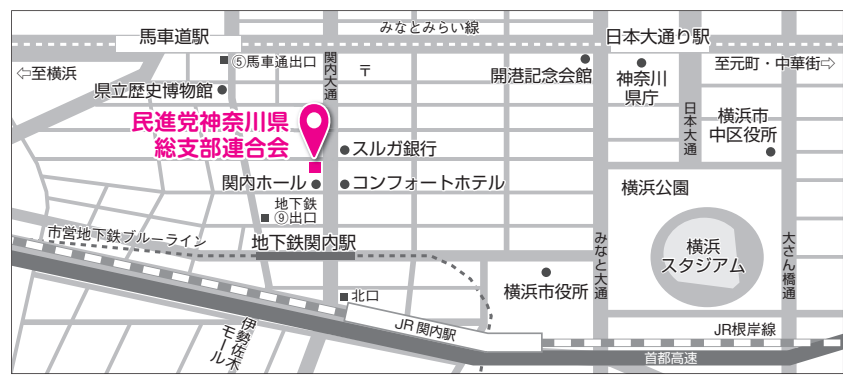 みなとみらい線
馬車道駅
日本大通り駅
⇦至横浜
⑤馬車道出口
関内大通
〒
開港記念会館
神奈川
県庁
至元町・中華街⇨
県立歴史博物館
民進党神奈川県
総支部連合会
スルガ銀行
日本大通
横浜市
中区役所
関内ホール
コンフォートホテル
横浜公園
地下鉄
⑨出口
市営地下鉄ブルーライン
地下鉄関内駅
みなと大通
横浜
スタジアム
大さん橋通
横浜市役所
北口
JR関内駅
JR根岸線
伊勢佐木
モール
首都高速